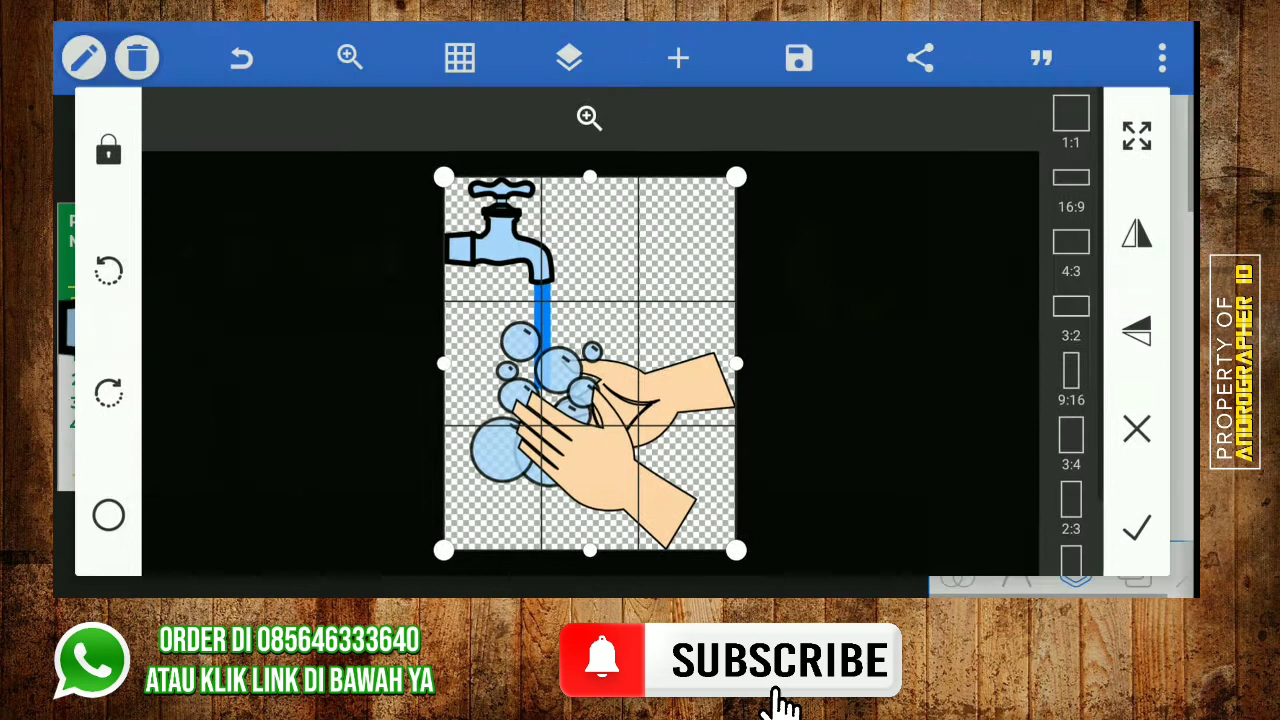 1:1
16:9
4:3
3:2
9:16
3:4
2:3
PROPERTY OF
ANDROGRAPHER ID
ORDER DI 085646333640
ATAU KLIK LINK DI BAWAH YA
SUBSCRIBE